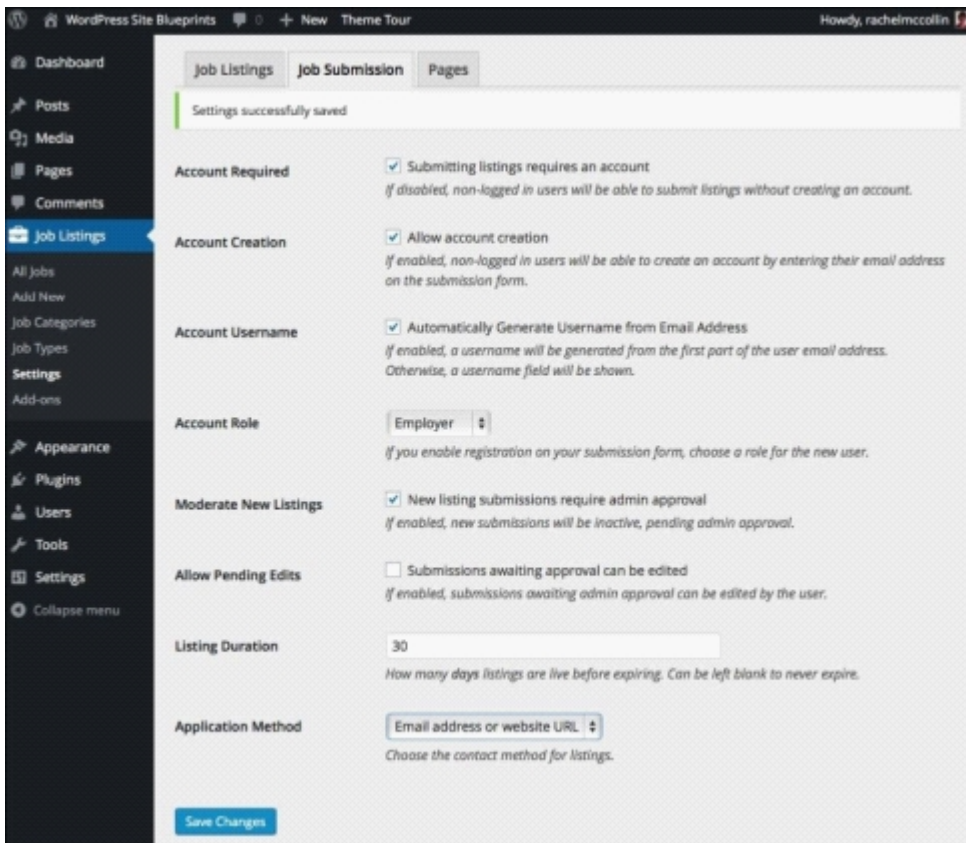 WordPress Site Blueprints 0 + New Theme Tour Howdy, rachelmccollin
Dashboard
Posts
Media
Pages
Comments
Job Listings
All Jobs
Add New
Job Categories
Job Types
Settings
Add-ons
Appearance
Plugins
Users
Tools
Settings
Collapse menu
Job Listings Job Submission Pages
Settings successfully saved
Account Required
Submitting listings requires an account
If disabled, non-logged in users will be able to submit listings without creating an account.
Account Creation
Allow account creation
If enabled, non-logged in users will be able to create an account by entering their email address
on the submission form.
Account Username
Automatically Generate Username from Email Address
If enabled, a username will be generated from the first part of the user email address.
Otherwise, a username field will be shown.
Account Role
Employer
If you enable registration on your submission form, choose a role for the new user.
Moderate New Listings
New listing submissions require admin approval
If enabled, new submissions will be inactive, pending admin approval.
Allow Pending Edits
Submissions awaiting approval can be edited
If enabled, submissions awaiting admin approval can be edited by the user.
Listing Duration
30
How many days listings are live before expiring. Can be left blank to never expire.
Application Method
Email address or website URL
Choose the contact method for listings.
Save Changes